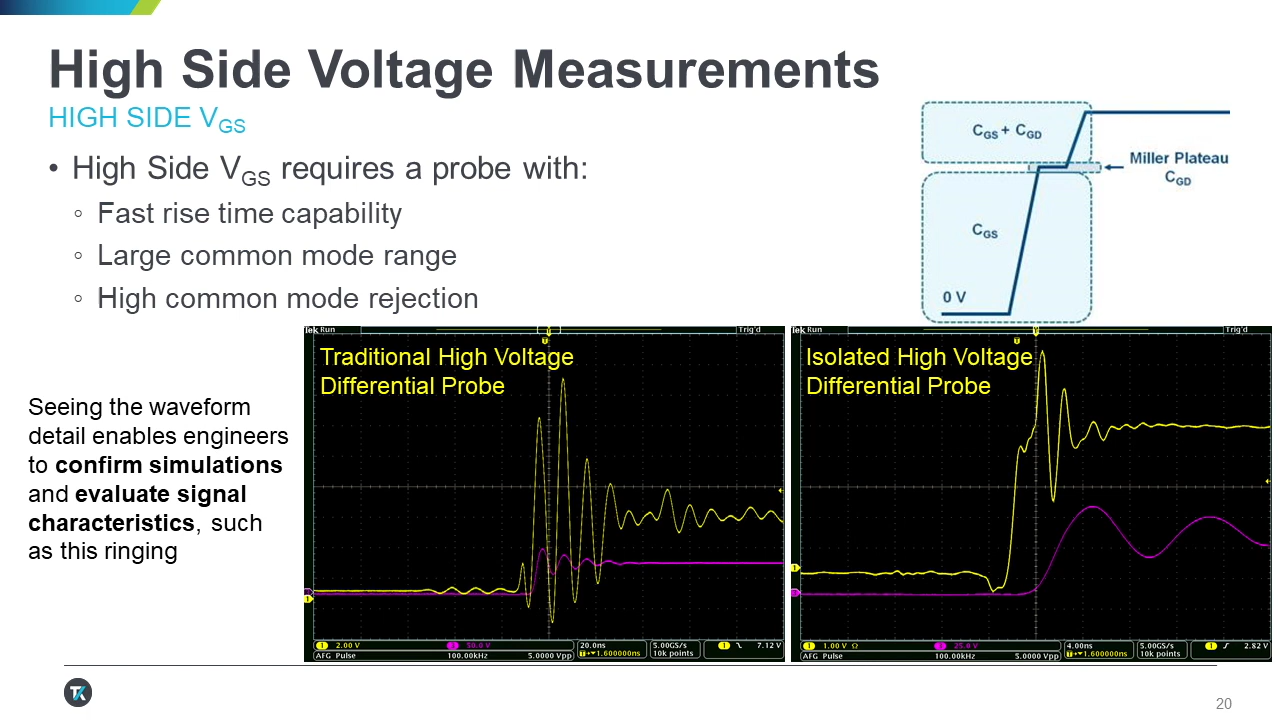 High Side Voltage Measurements
HIGH SIDE VGS
• High Side VGS requires a probe with:
◦ Fast rise time capability
◦ Large common mode range
◦ High common mode rejection
CGS + CGD
Miller Plateau
CGD
CGS
0 V
Seeing the waveform
detail enables engineers
to confirm simulations
and evaluate signal
characteristics, such
as this ringing
Tek Run
Trig'd
Traditional High Voltage
Differential Probe
1 2.00 V
50.0 V
20.0ns
5.00GS/s
1
7.12 V
1.600000ns
10k points
AFG Pulse
100.00kHz
5.0000 Vpp
Tek Run
Trig'd
Isolated High Voltage
Differential Probe
1 1.00 V Ω
25.0 V
4.00ns
5.00GS/s
1
2.82 V
1.600000ns
10k points
AFG Pulse
100.00kHz
5.0000 Vpp
20